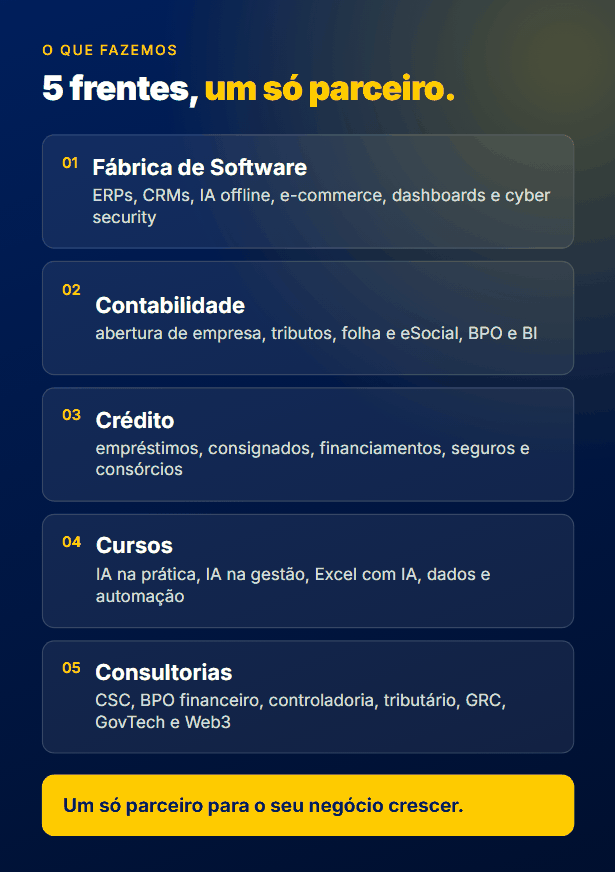 O QUE FAZEMOS
5 frentes, um só parceiro.
01 Fábrica de Software
ERPs, CRMs, IA offline, e-commerce, dashboards e cyber
security
02
Contabilidade
abertura de empresa, tributos, folha e eSocial, BPO e BI
03 Crédito
empréstimos, consignados, financiamentos, seguros e
consórcios
04 Cursos
IA na prática, IA na gestão, Excel com IA, dados e
automação
05 Consultorias
CSC, BPO financeiro, controladoria, tributário, GRC,
GovTech e Web3
Um só parceiro para o seu negócio crescer.